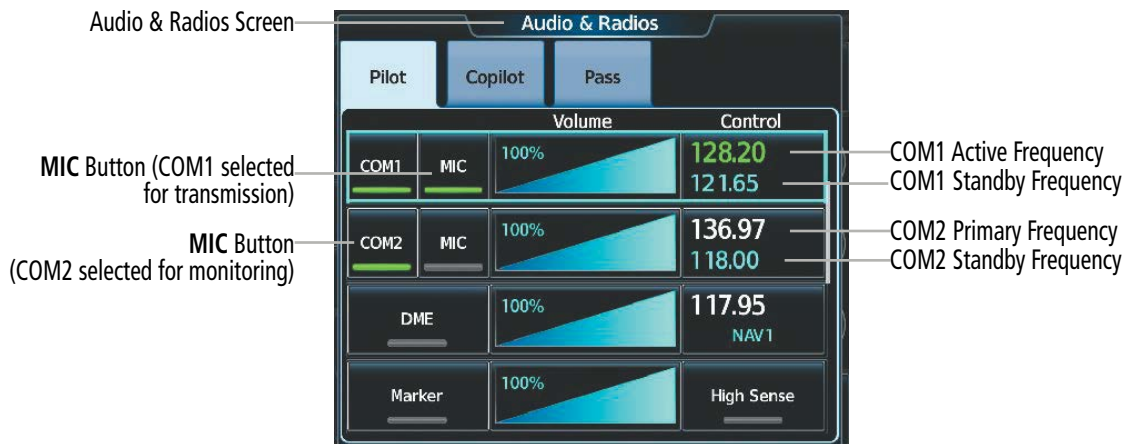 Audio & Radios Screen
Audio & Radios
Pilot
Copilot
Pass
Volume
Control
MIC Button (COM1 selected
for transmission)
COM1
MIC
100%
128.20
121.65
COM1 Active Frequency
COM1 Standby Frequency
MIC Button
(COM2 selected for monitoring)
COM2
MIC
100%
136.97
118.00
COM2 Primary Frequency
COM2 Standby Frequency
DME
100%
117.95
NAV1
Marker
100%
High Sense